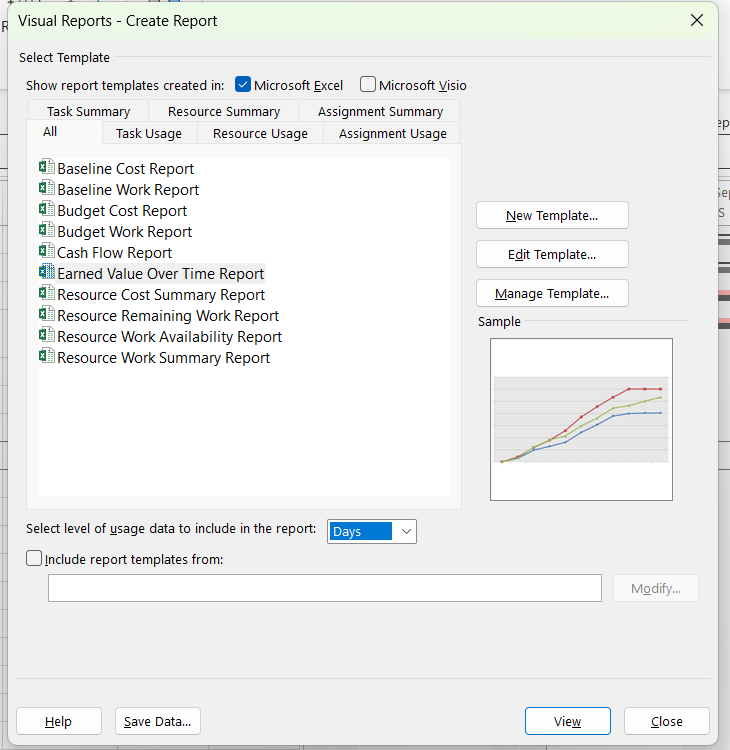 Visual Reports - Create Report
Select Template
Show report templates created in: Microsoft Excel Microsoft Visio
Task Summary Resource Summary Assignment Summary
All Task Usage Resource Usage Assignment Usage
Baseline Cost Report
Baseline Work Report
Budget Cost Report
Budget Work Report
Cash Flow Report
Earned Value Over Time Report
Resource Cost Summary Report
Resource Remaining Work Report
Resource Work Availability Report
Resource Work Summary Report
New Template...
Edit Template...
Manage Template...
Sample
Select level of usage data to include in the report: Days
Include report templates from:
Modify...
Help Save Data... View Close